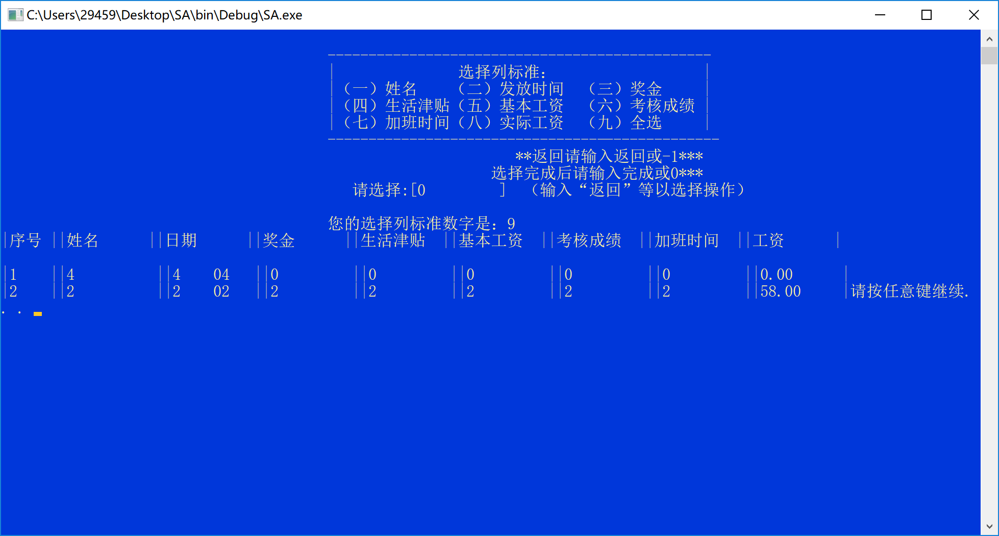 C:\Users\29459\Desktop\SA\bin\Debug\SA.exe
-----------------------------------------------
| 选择列标准： |
|（一）姓名 （二）发放时间 （三）奖金 |
|（四）生活津贴（五）基本工资 （六）考核成绩 |
|（七）加班时间（八）实际工资 （九）全选 |
------------------------------------------------
**返回请输入返回或-1***
选择完成后请输入完成或0***
请选择:[0 ] （输入“返回”等以选择操作）
您的选择列标准数字是：9
|序号 ||姓名 ||日期 ||奖金 ||生活津贴 ||基本工资 ||考核成绩 ||加班时间 ||工资 |
|1 ||4 ||4 04 ||0 ||0 ||0 ||0 ||0 ||0.00 |
|2 ||2 ||2 02 ||2 ||2 ||2 ||2 ||2 ||58.00 |请按任意键继续.
. .